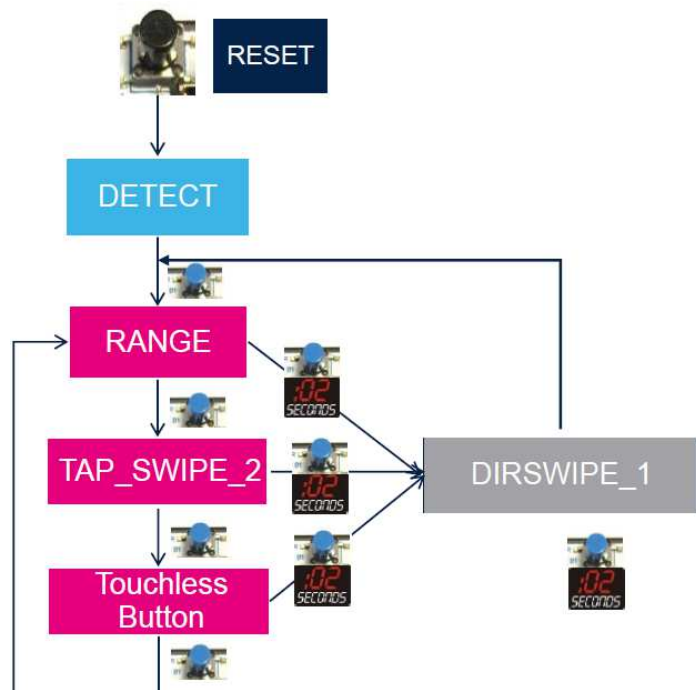 RESET
DETECT
RANGE
:02
SECONDS
TAP_SWIPE_2
:02
SECONDS
DIRSWIPE_1
Touchless
Button
:02
SECONDS
:02
SECONDS